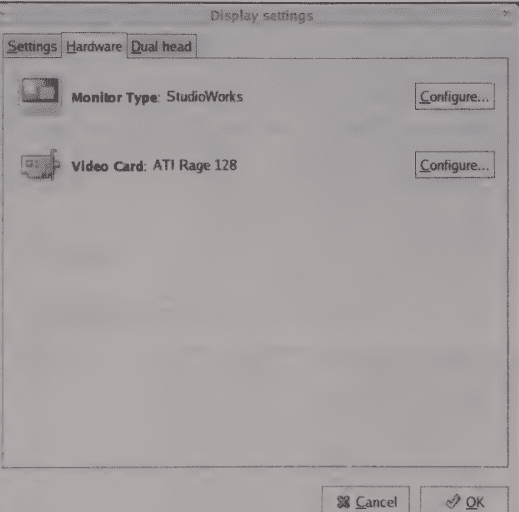 Display settings
Settings Hardware Dual head
Monitor Type: StudioWorks Configure...
Video Card: ATI Rage 128 Configure...
Cancel OK